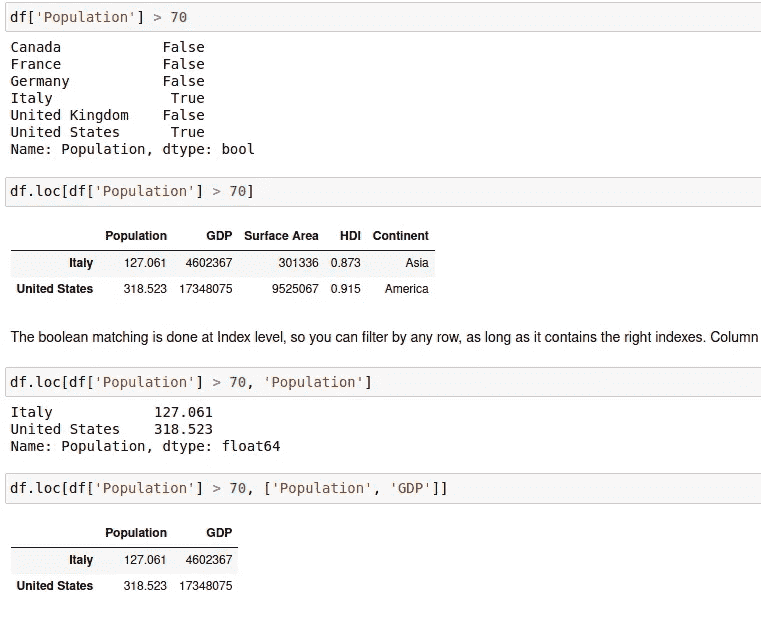 df['Population'] > 70
Canada False
France False
Germany False
Italy True
United Kingdom False
United States True
Name: Population, dtype: bool
df.loc[df['Population'] > 70]
Population GDP Surface Area HDI Continent
Italy 127.061 4602367 301336 0.873 Asia
United States 318.523 17348075 9525067 0.915 America
The boolean matching is done at Index level, so you can filter by any row, as long as it contains the right indexes. Column
df.loc[df['Population'] > 70, 'Population']
Italy 127.061
United States 318.523
Name: Population, dtype: float64
df.loc[df['Population'] > 70, ['Population', 'GDP']]
Population GDP
Italy 127.061 4602367
United States 318.523 17348075